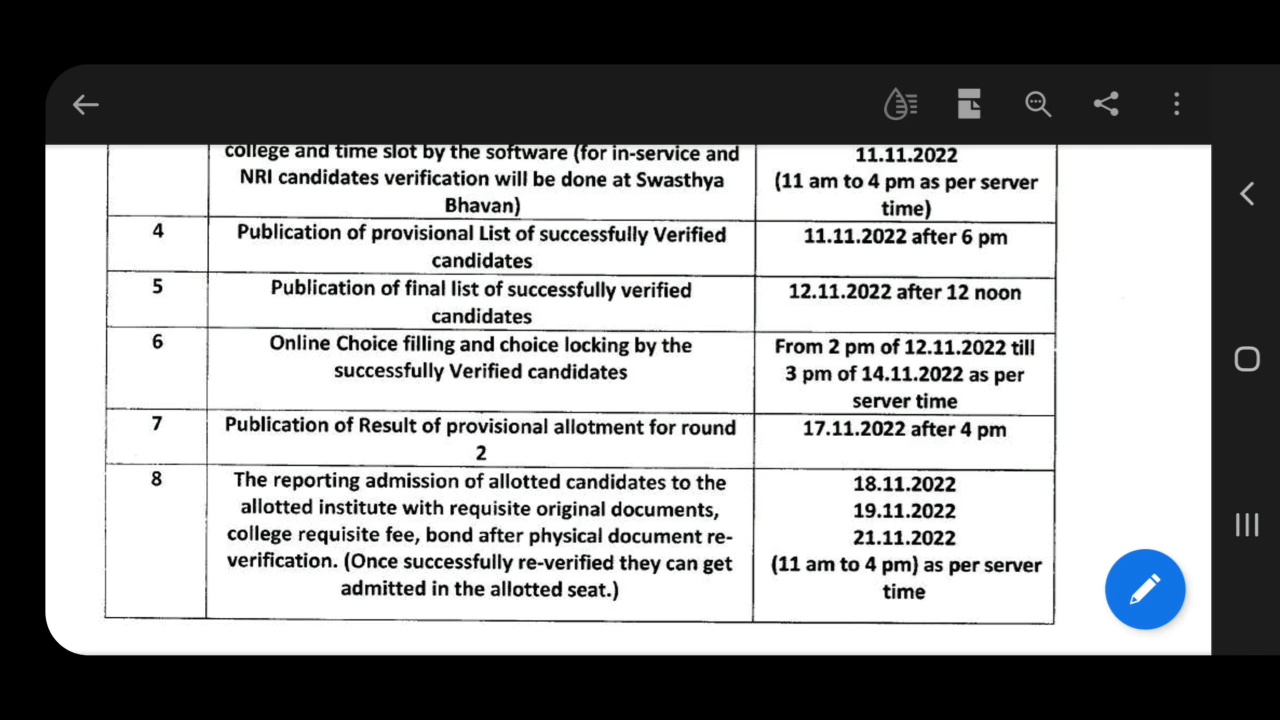 college and time slot by the software (for in-service and
NRI candidates verification will be done at Swasthya
Bhavan)
11.11.2022
(11 am to 4 pm as per server
time)
4
Publication of provisional List of successfully Verified
candidates
11.11.2022 after 6 pm
5
Publication of final list of successfully verified
candidates
12.11.2022 after 12 noon
6
Online Choice filling and choice locking by the
successfully Verified candidates
From 2 pm of 12.11.2022 till
3 pm of 14.11.2022 as per
server time
7
Publication of Result of provisional allotment for round
2
17.11.2022 after 4 pm
8
The reporting admission of allotted candidates to the
allotted institute with requisite original documents,
college requisite fee, bond after physical document re-
verification. (Once successfully re-verified they can get
admitted in the allotted seat.)
18.11.2022
19.11.2022
21.11.2022
(11 am to 4 pm) as per server
time